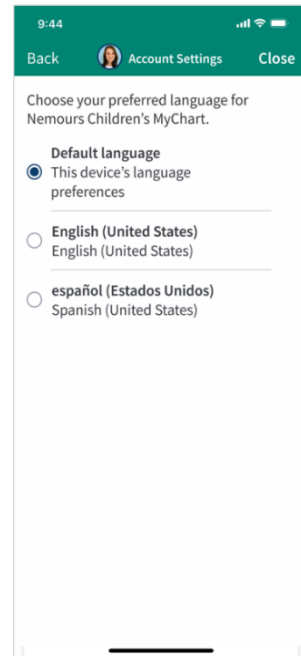 9:44
Back Account Settings Close
Choose your preferred language for
Nemours Children's MyChart.
Default language
This device's language
preferences
English (United States)
English (United States)
español (Estados Unidos)
Spanish (United States)